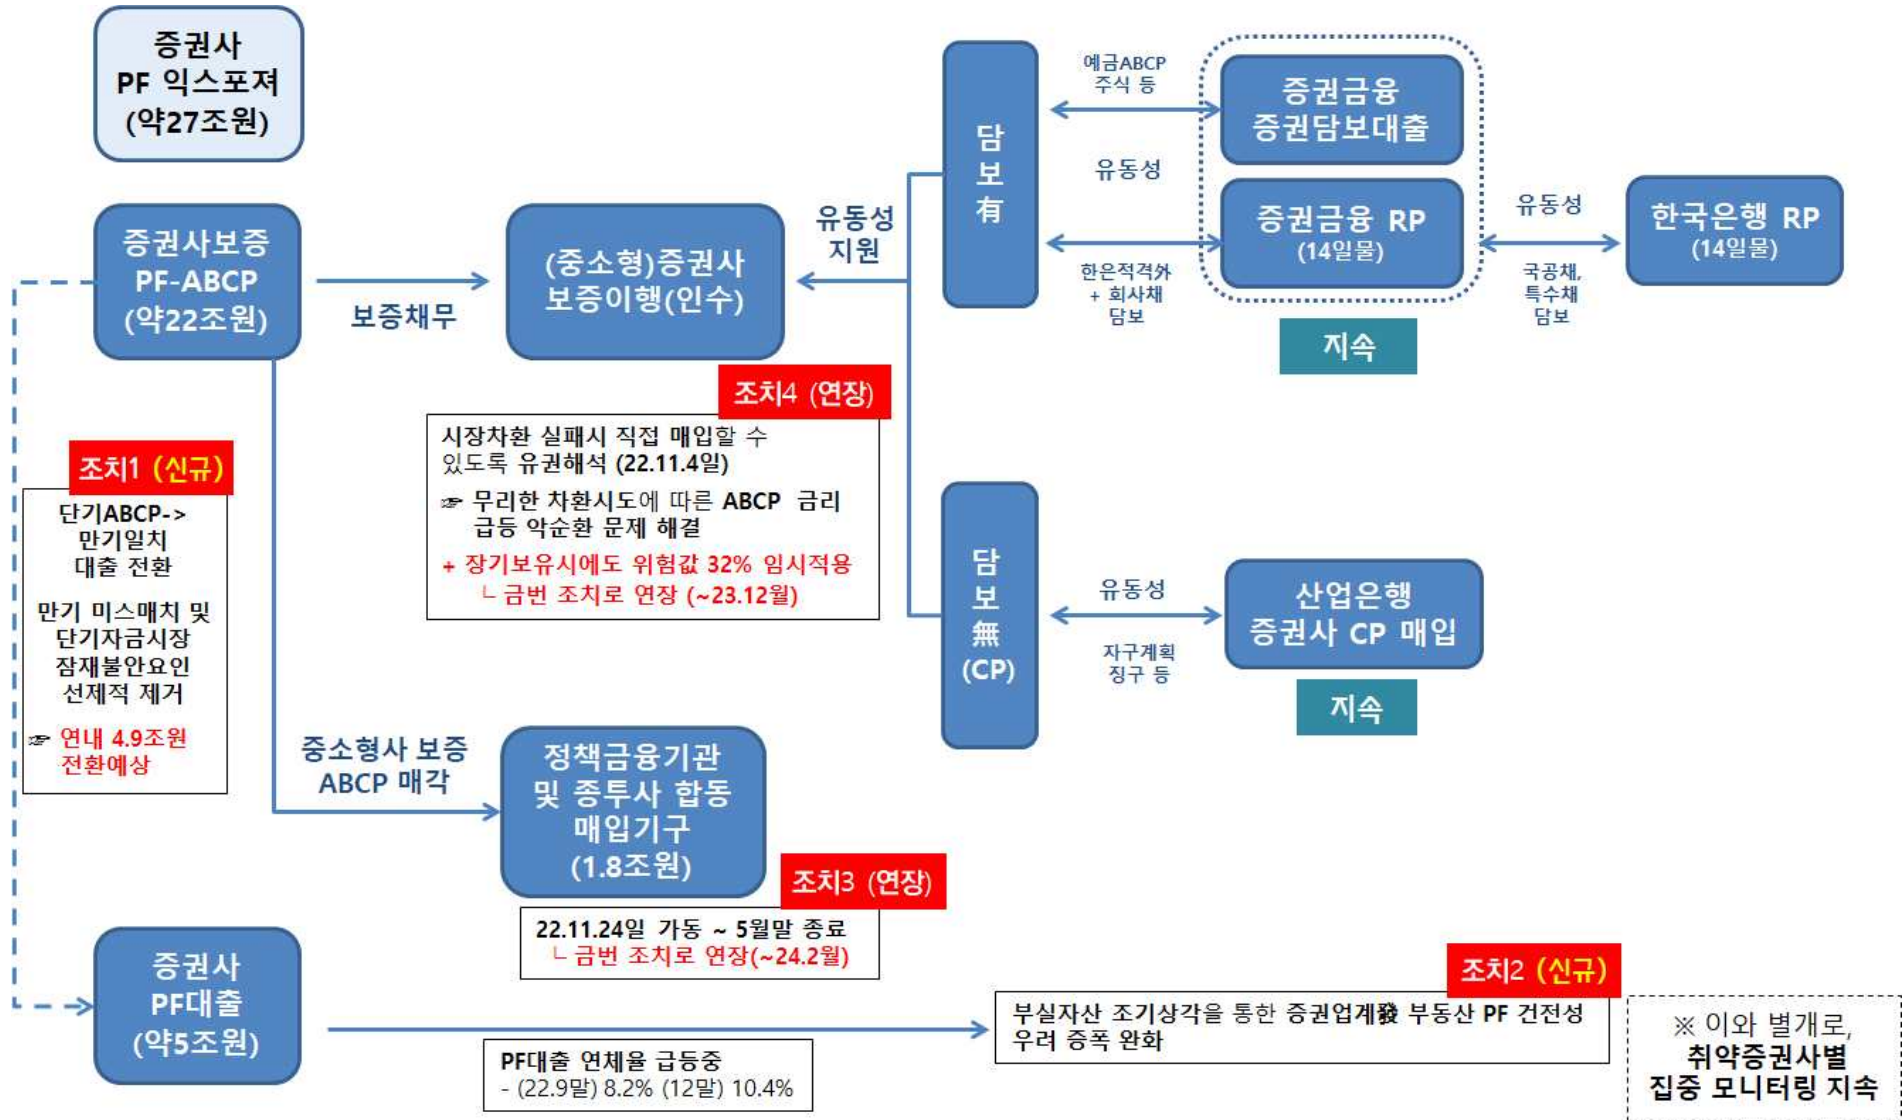 증권사
PF 익스포져
(약27조원)
증권사보증
PF-ABCP
(약22조원)
보증채무
(중소형)증권사
보증이행(인수)
유동성
지원
담
보
有
예금ABCP
주식 등
유동성
한은적격外
+ 회사채
담보
증권금융
증권담보대출
증권금융 RP
(14일물)
지속
유동성
국공채,
특수채
담보
한국은행 RP
(14일물)
조치4 (연장)
시장차환 실패시 직접 매입할 수
있도록 유권해석 (22.11.4일)
☞ 무리한 차환시도에 따른 ABCP 금리
급등 악순환 문제 해결
+ 장기보유시에도 위험값 32% 임시적용
└ 금번 조치로 연장 (~23.12월)
조치1 (신규)
단기ABCP->
만기일치
대출 전환
만기 미스매치 및
단기자금시장
잠재불안요인
선제적 제거
☞ 연내 4.9조원
전환예상
담
보
無
(CP)
유동성
자구계획
징구 등
산업은행
증권사 CP 매입
지속
중소형사 보증
ABCP 매각
정책금융기관
및 종투사 합동
매입기구
(1.8조원)
조치3 (연장)
22.11.24일 가동 ~ 5월말 종료
└ 금번 조치로 연장(~24.2월)
증권사
PF대출
(약5조원)
PF대출 연체율 급등중
- (22.9말) 8.2% (12말) 10.4%
조치2 (신규)
부실자산 조기상각을 통한 증권업계發 부동산 PF 건전성
우려 증폭 완화
※ 이와 별개로,
취약증권사별
집중 모니터링 지속